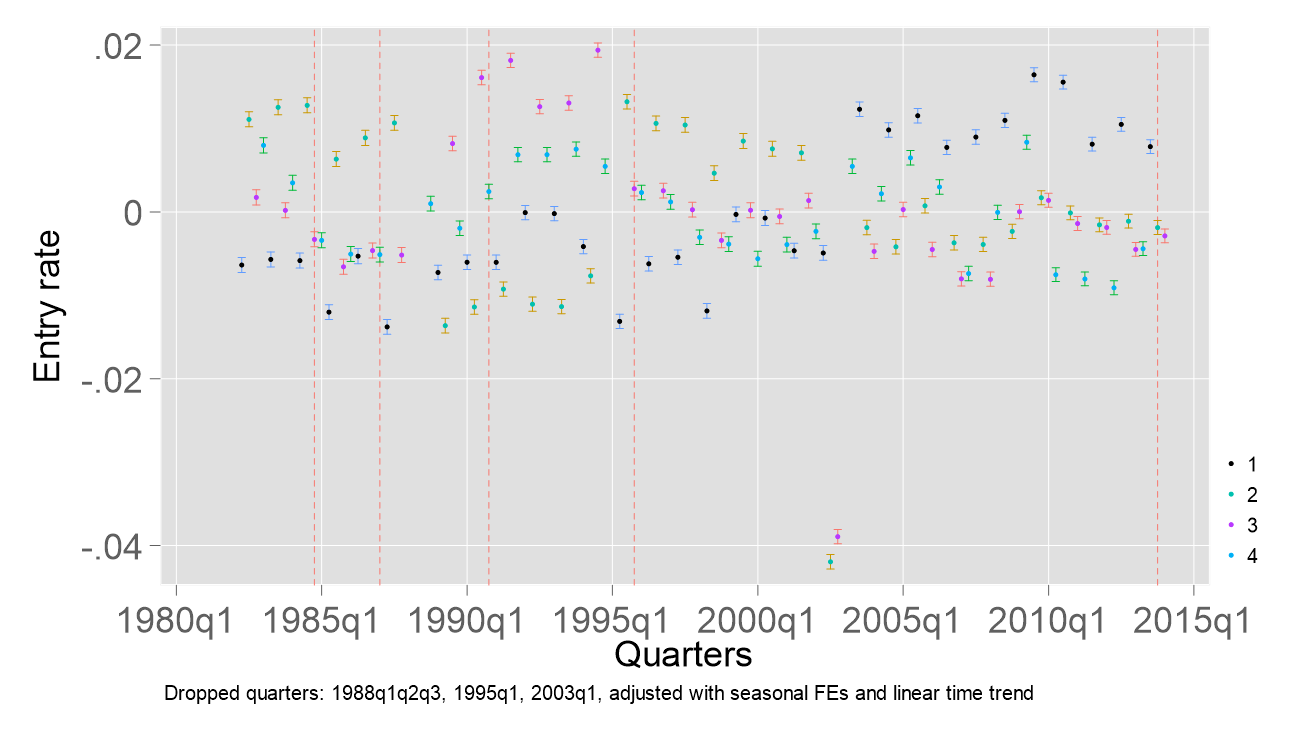 .02
0
-.02
-.04
Entry rate
1980q1 1985q1 1990q1 1995q1 2000q1 2005q1 2010q1 2015q1
Quarters
1
2
3
4
Dropped quarters: 1988q1q2q3, 1995q1, 2003q1, adjusted with seasonal FEs and linear time trend